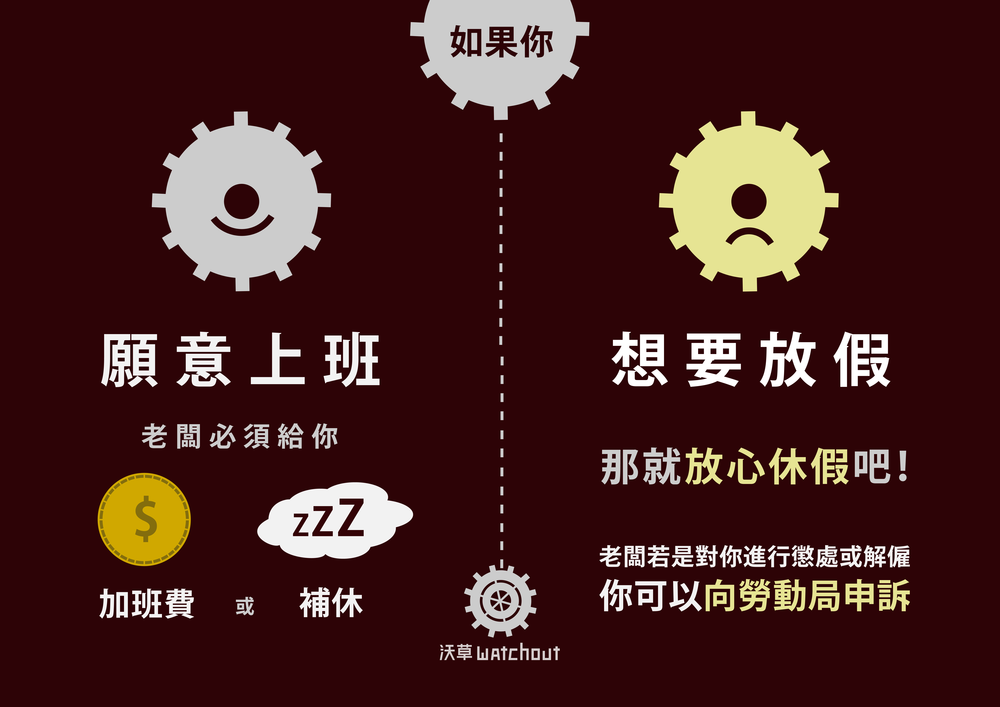 如果你
願意上班
老闆必須給你
$
zZZ
加班費 或 補休
想要放假
那就放心休假吧！
老闆若是對你進行懲處或解僱
你可以向勞動局申訴
沃草 watchout